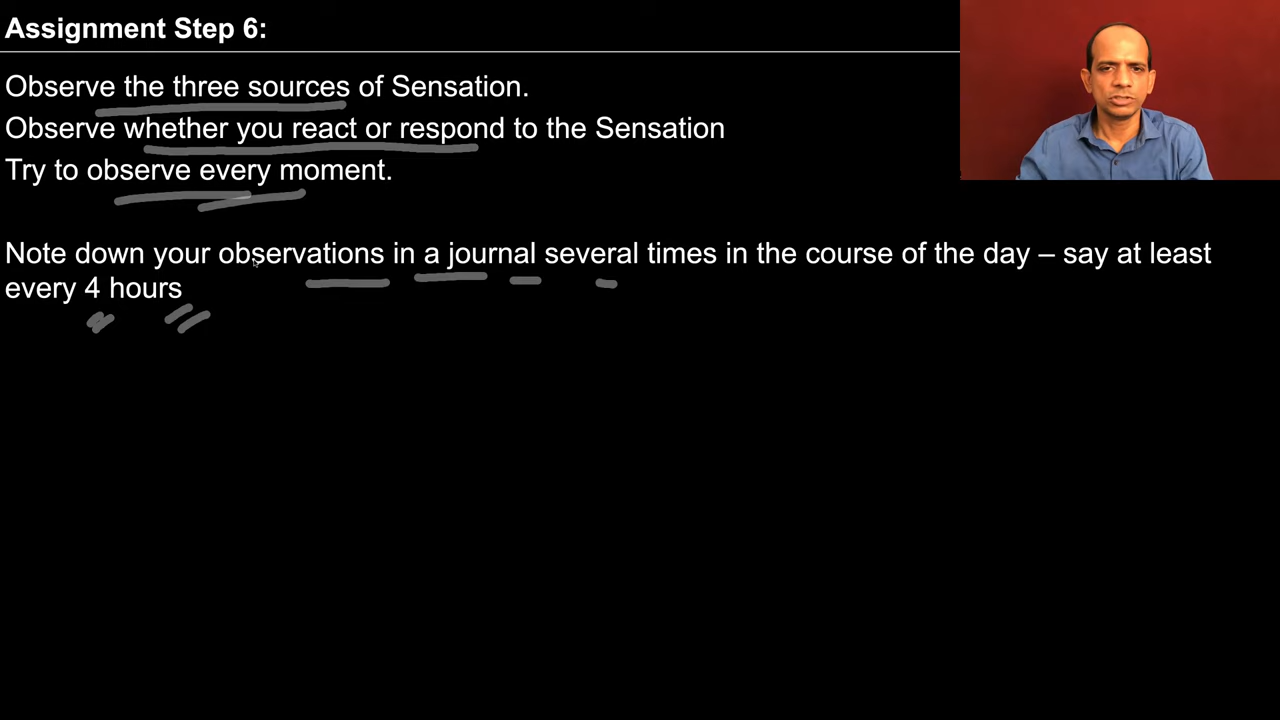 Assignment Step 6:
Observe the three sources of Sensation.
Observe whether you react or respond to the Sensation
Try to observe every moment.
Note down your observations in a journal several times in the course of the day – say at least
every 4 hours